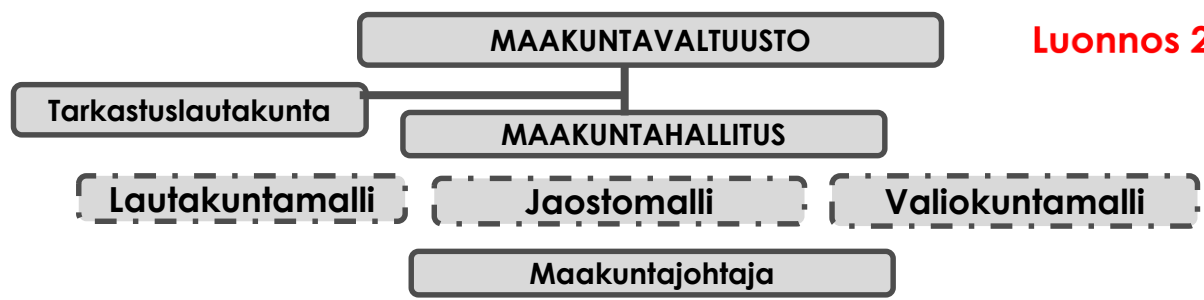 MAAKUNTAVALTUUSTO
Luonnos 2
Tarkastuslautakunta
MAAKUNTAHALLITUS
Lautakuntamalli
Jaostomalli
Valiokuntamalli
Maakuntajohtaja